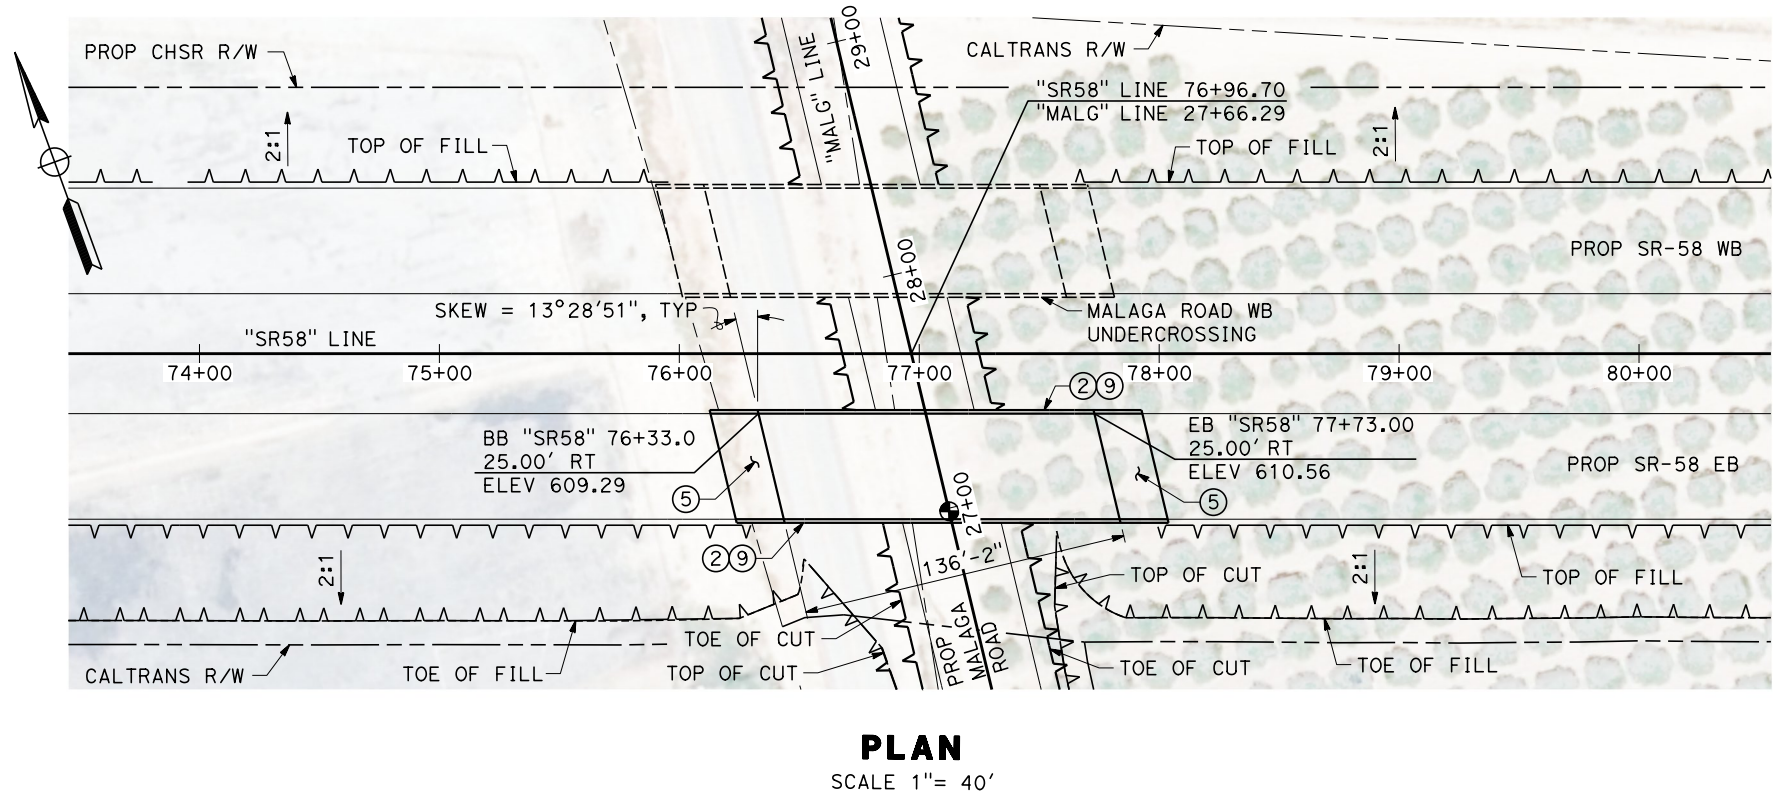 PROP CHSR R/W
"MALG" LINE
29+00
CALTRANS R/W
"SR58" LINE 76+96.70
"MALG" LINE 27+66.29
2:1
TOP OF FILL
TOP OF FILL
2:1
PROP SR-58 WB
28+00
SKEW = 13°28'51", TYP
MALAGA ROAD WB
UNDERCROSSING
"SR58" LINE
74+00
75+00
76+00
77+00
78+00
79+00
80+00
2 9
BB "SR58" 76+33.0
25.00' RT
ELEV 609.29
EB "SR58" 77+73.00
25.00' RT
ELEV 610.56
PROP SR-58 EB
5
5
27+00
2 9
136'-2"
2:1
2:1
TOP OF CUT
TOP OF FILL
TOE OF CUT
PROP
MALAGA
ROAD
CALTRANS R/W
TOE OF FILL
TOP OF CUT
TOE OF CUT
TOE OF FILL
PLAN
SCALE 1"= 40'